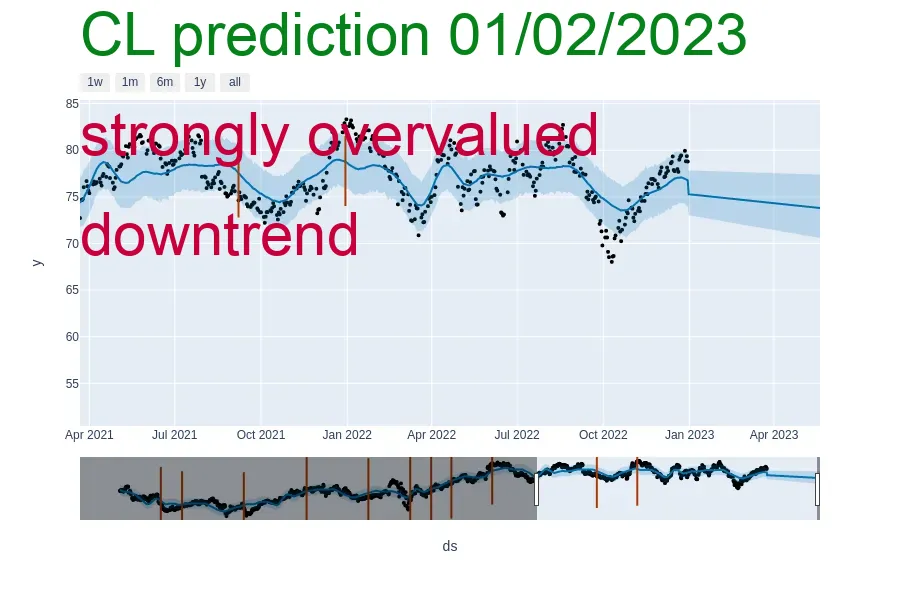 CL prediction 01/02/2023
1w 1m 6m 1y all
85
strongly overvalued
80
75
downtrend
70
y
65
60
55
Apr 2021 Jul 2021 Oct 2021 Jan 2022 Apr 2022 Jul 2022 Oct 2022 Jan 2023 Apr 2023
ds